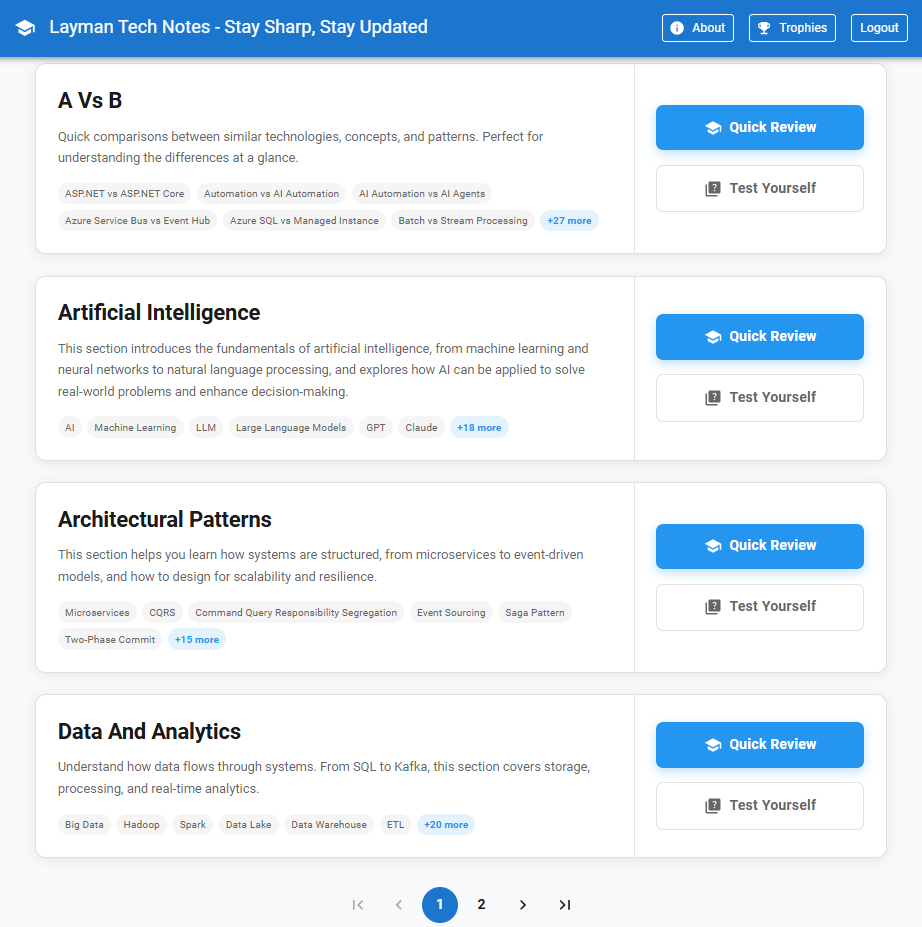 Layman Tech Notes - Stay Sharp, Stay Updated
About
Trophies
Logout
A Vs B
Quick comparisons between similar technologies, concepts, and patterns. Perfect for
understanding the differences at a glance.
ASP.NET vs ASP.NET Core
Automation vs AI Automation
AI Automation vs AI Agents
Azure Service Bus vs Event Hub
Azure SQL vs Managed Instance
Batch vs Stream Processing
+27 more
Quick Review
Test Yourself
Artificial Intelligence
This section introduces the fundamentals of artificial intelligence, from machine learning and
neural networks to natural language processing, and explores how AI can be applied to solve
real-world problems and enhance decision-making.
AI
Machine Learning
LLM
Large Language Models
GPT
Claude
+18 more
Quick Review
Test Yourself
Architectural Patterns
This section helps you learn how systems are structured, from microservices to event-driven
models, and how to design for scalability and resilience.
Microservices
CQRS
Command Query Responsibility Segregation
Event Sourcing
Saga Pattern
Two-Phase Commit
+15 more
Quick Review
Test Yourself
Data And Analytics
Understand how data flows through systems. From SQL to Kafka, this section covers storage,
processing, and real-time analytics.
Big Data
Hadoop
Spark
Data Lake
Data Warehouse
ETL
+20 more
Quick Review
Test Yourself
1
2